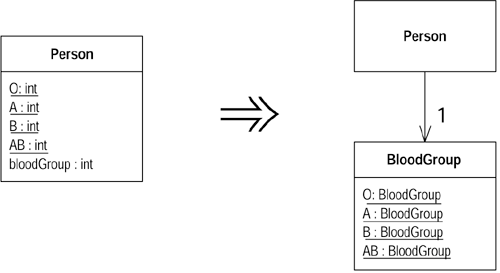 Person
O: int
A : int
B : int
AB : int
bloodGroup : int
Person
1
BloodGroup
O: BloodGroup
A : BloodGroup
B : BloodGroup
AB : BloodGroup